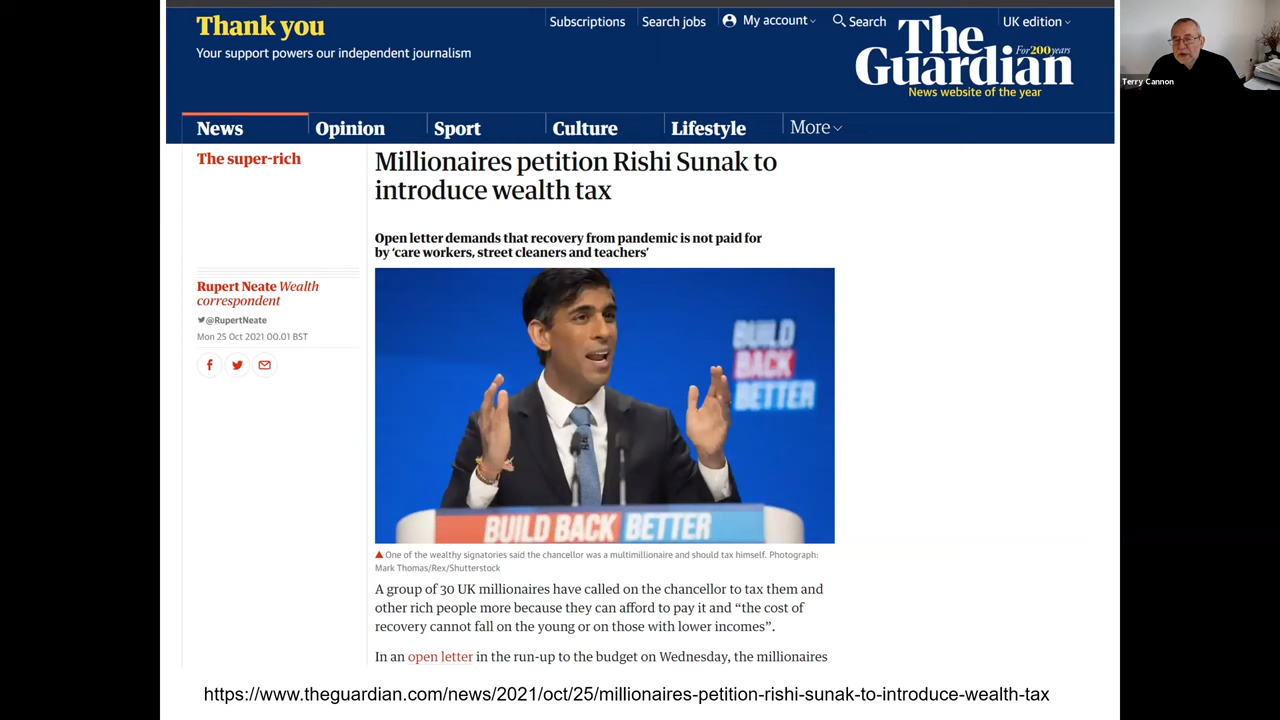 Thank you
Your support powers our independent journalism
Subscriptions
Search jobs
My account
Search
UK edition
The
Guardian
For 200 years
News website of the year
News
Opinion
Sport
Culture
Lifestyle
More
The super-rich
Millionaires petition Rishi Sunak to
introduce wealth tax
Open letter demands that recovery from pandemic is not paid for
by ‘care workers, street cleaners and teachers’
Rupert Neate Wealth
correspondent
@RupertNeate
Mon 25 Oct 2021 00.01 BST
BUILD
BACK
BETTER
BUILD BACK BETTER
One of the wealthy signatories said the chancellor was a multimillionaire and should tax himself. Photograph:
Mark Thomas/Rex/Shutterstock
A group of 30 UK millionaires have called on the chancellor to tax them and
other rich people more because they can afford to pay it and “the cost of
recovery cannot fall on the young or on those with lower incomes”.
In an open letter in the run-up to the budget on Wednesday, the millionaires
https://www.theguardian.com/news/2021/oct/25/millionaires-petition-rishi-sunak-to-introduce-wealth-tax
Terry Cannon